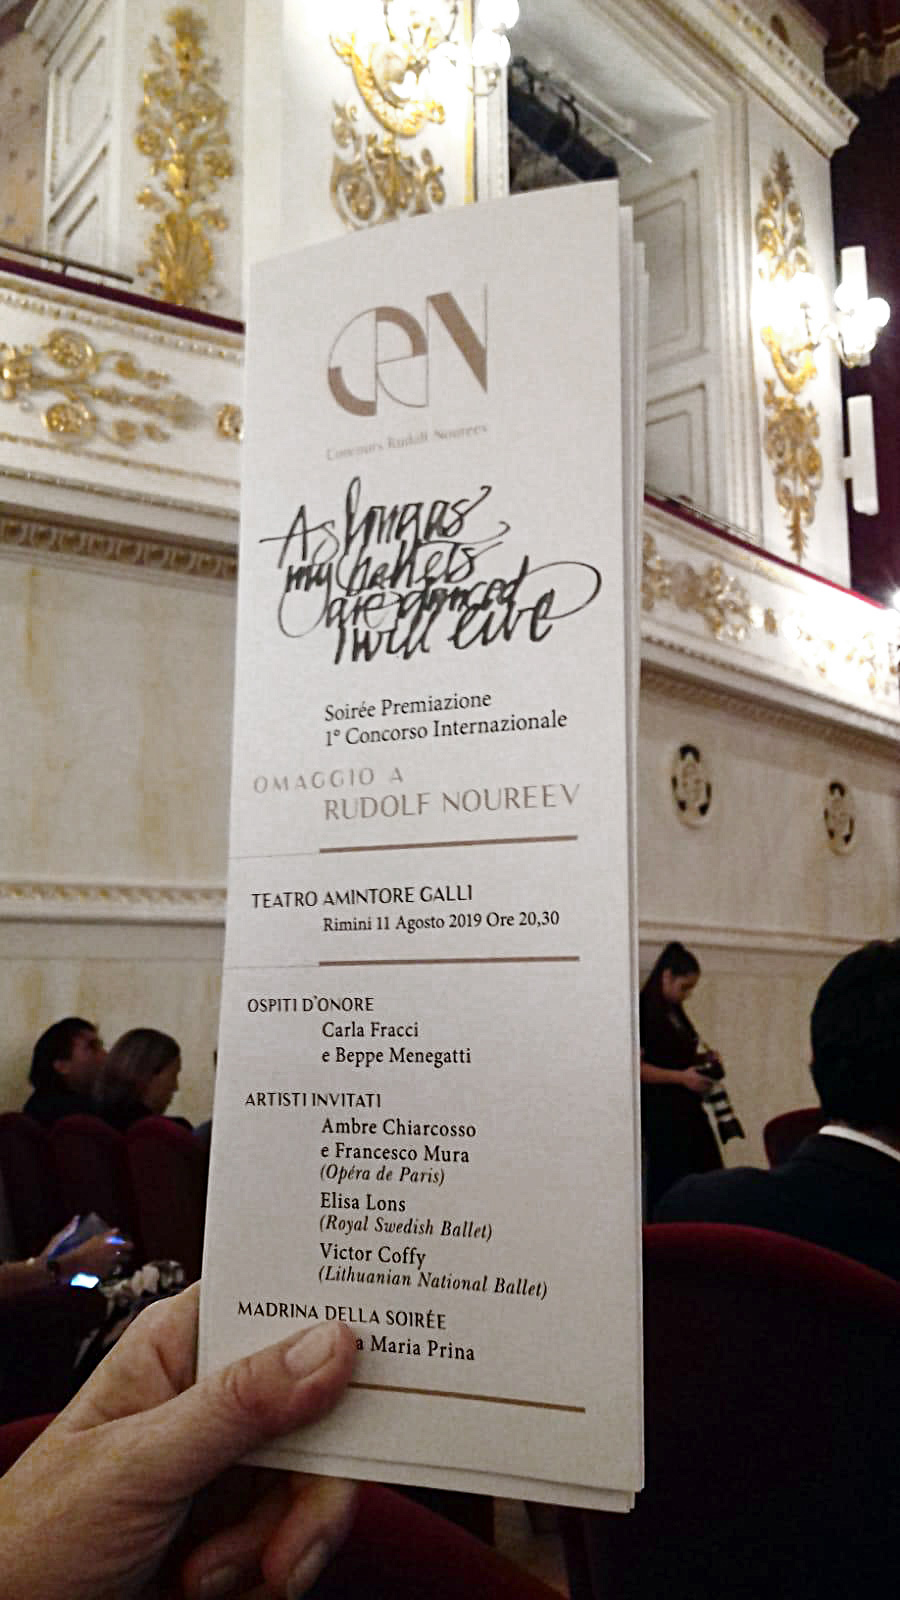 CRN
Concours Rudolf Noureev
As long as
my ballets
are danced
I will live
Soirée Premiazione
1° Concorso Internazionale
OMAGGIO A
RUDOLF NOUREEV
TEATRO AMINTORE GALLI
Rimini 11 Agosto 2019 Ore 20,30
OSPITI D'ONORE
Carla Fracci
e Beppe Menegatti
ARTISTI INVITATI
Ambre Chiarcosso
e Francesco Mura
(Opéra de Paris)
Elisa Lons
(Royal Swedish Ballet)
Victor Coffy
(Lithuanian National Ballet)
MADRINA DELLA SOIRÉE
Maria Prina